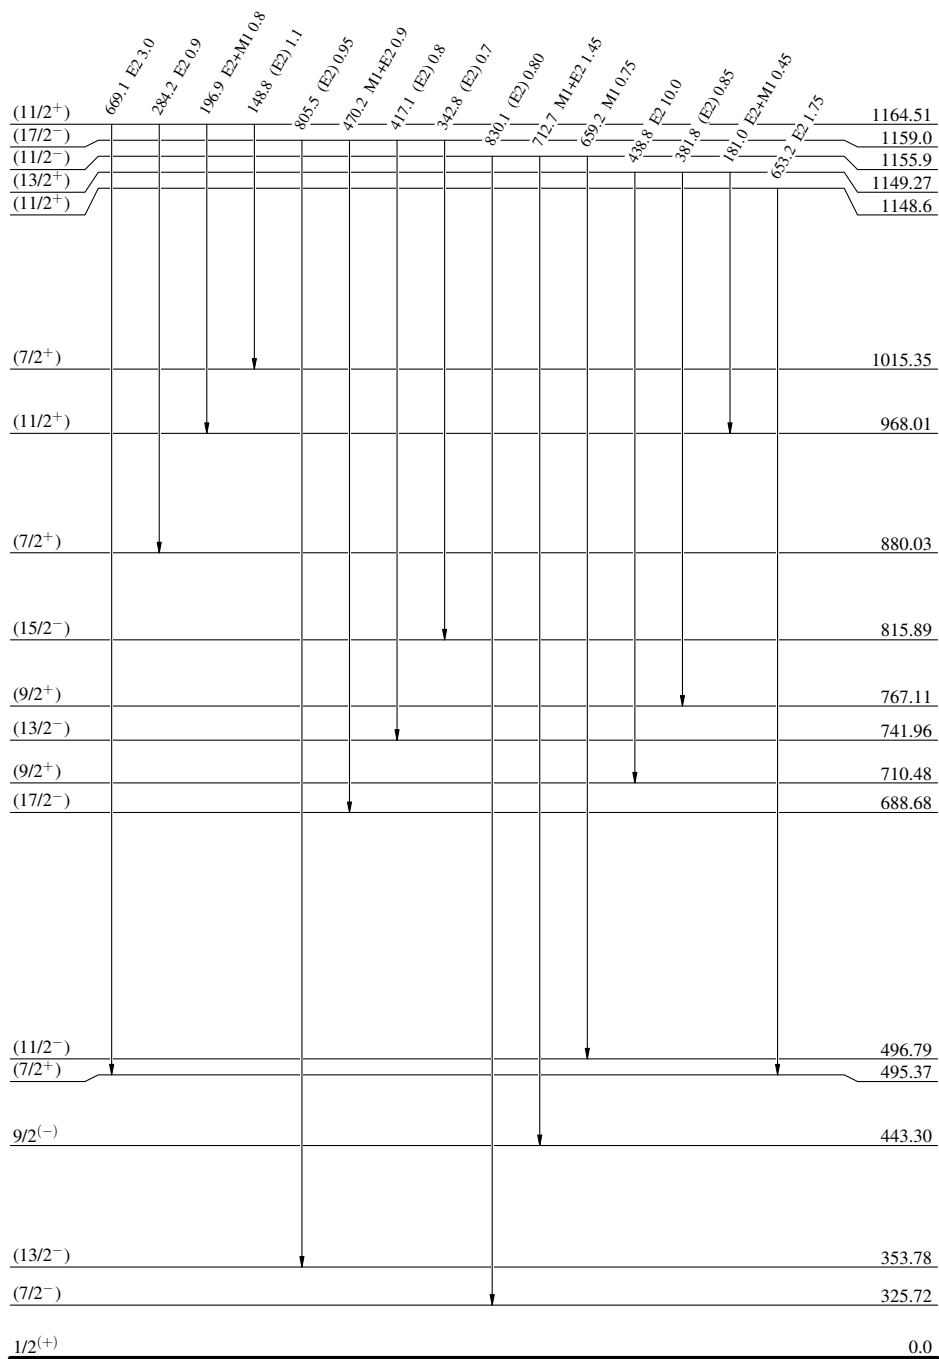 669.1 E2 3.0
284.2 E2 0.9
196.9 E2+M1 0.8
148.8 (E2) 1.1
805.5 (E2) 0.95
470.2 M1+E2 0.9
417.1 (E2) 0.8
342.8 (E2) 0.7
830.1 (E2) 0.80
712.7 M1+E2 1.45
659.2 M1 0.75
438.8 E2 10.0
381.8 (E2) 0.85
181.0 E2+M1 0.45
653.2 E2 1.75
(11/2⁺) 1164.51
(17/2⁻) 1159.0
(11/2⁻) 1155.9
(13/2⁺) 1149.27
(11/2⁺) 1148.6
(7/2⁺) 1015.35
(11/2⁺) 968.01
(7/2⁺) 880.03
(15/2⁻) 815.89
(9/2⁺) 767.11
(13/2⁻) 741.96
(9/2⁺) 710.48
(17/2⁻) 688.68
(11/2⁻) 496.79
(7/2⁺) 495.37
9/2⁽⁻⁾ 443.30
(13/2⁻) 353.78
(7/2⁻) 325.72
1/2⁽⁺⁾ 0.0